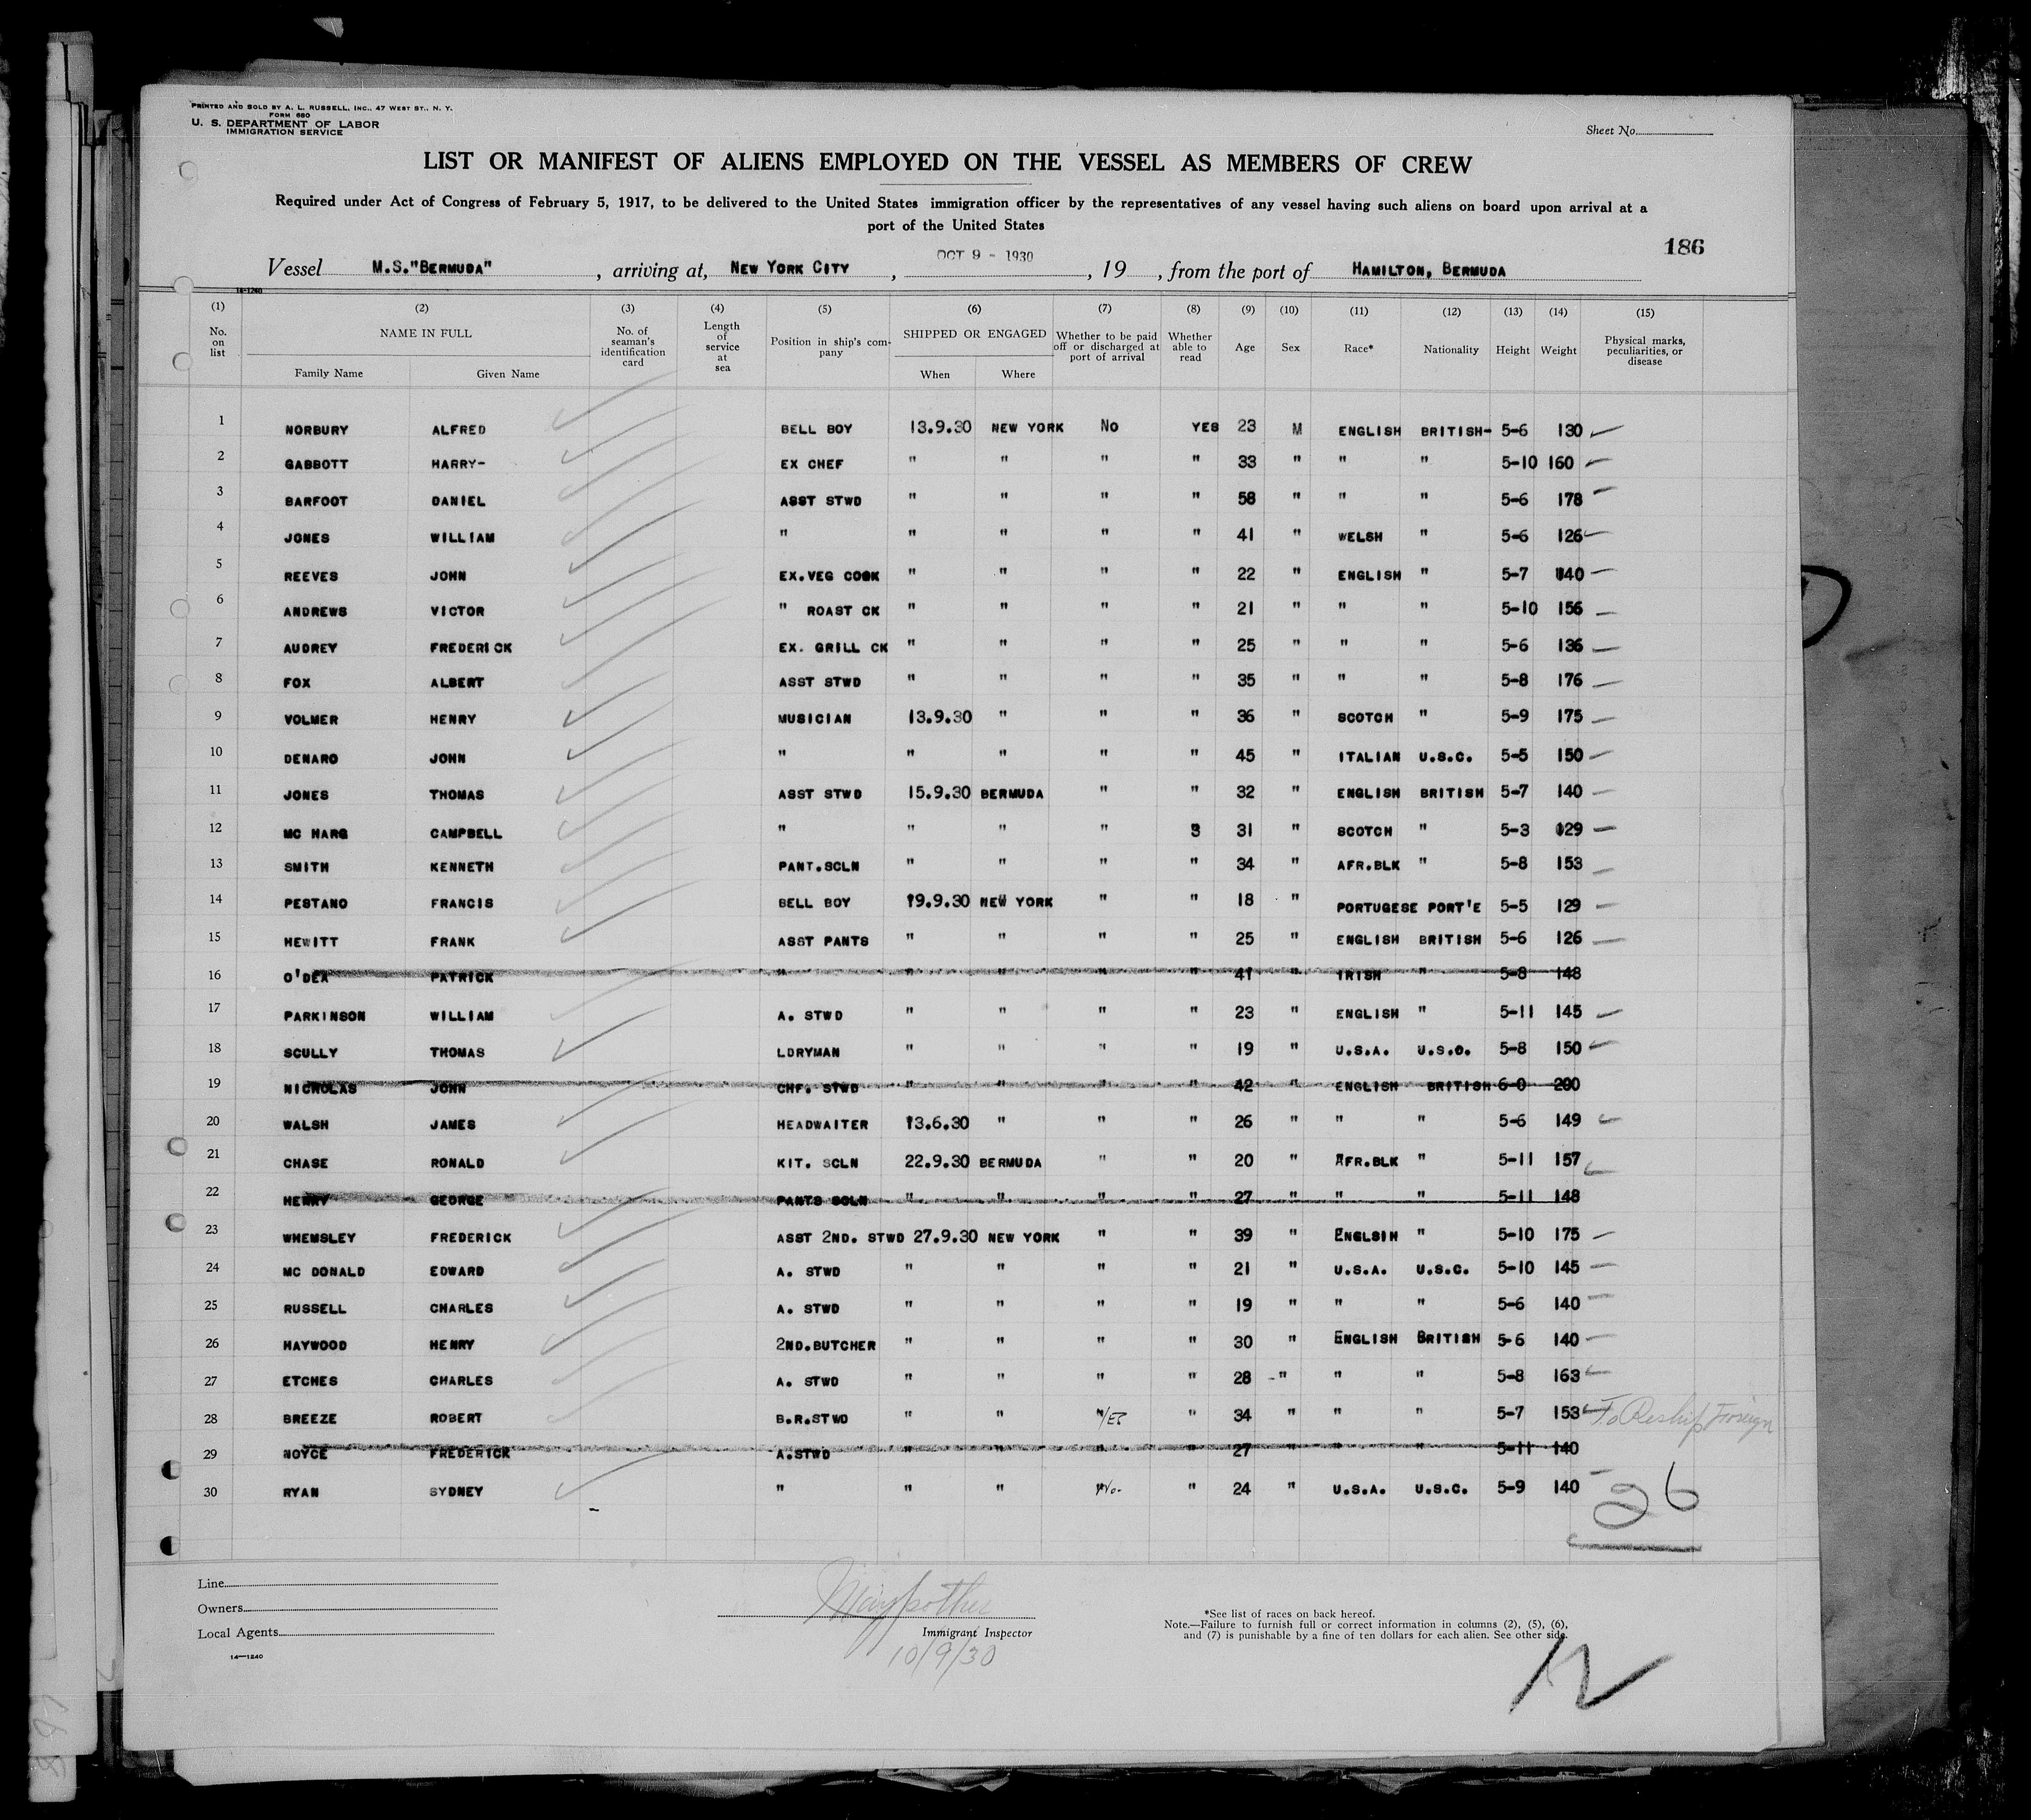 PRINTED AND SOLD BY A. L. RUSSELL, INC., 47 WEST ST., N. Y.
FORM 680
U. S. DEPARTMENT OF LABOR
IMMIGRATION SERVICE
Sheet No.
LIST OR MANIFEST OF ALIENS EMPLOYED ON THE VESSEL AS MEMBERS OF CREW
Required under Act of Congress of February 5, 1917, to be delivered to the United States immigration officer by the representatives of any vessel having such aliens on board upon arrival at a
port of the United States
186
Vessel M.S."BERMUDA" , arriving at, NEW YORK CITY , OCT 9 - 1930 , 19 , from the port of HAMILTON, BERMUDA
14-1240
(1) (2) (3) (4) (5) (6) (7) (8) (9) (10) (11) (12) (13) (14) (15)
No. on list NAME IN FULL Family Name Given Name No. of seaman's identification card Length of service at sea Position in ship's company SHIPPED OR ENGAGED When Where Whether to be paid off or discharged at port of arrival Whether able to read Age Sex Race* Nationality Height Weight Physical marks, peculiarities, or disease
1 NORBURY ALFRED BELL BOY 13.9.30 NEW YORK NO YES 23 M ENGLISH BRITISH- 5-6 130
2 GABBOTT HARRY- EX CHEF " " " " 33 " " " 5-10 160
3 BARFOOT DANIEL ASST STWD " " " " 58 " " " 5-6 178
4 JONES WILLIAM " " " " " 41 " WELSH " 5-6 126
5 REEVES JOHN EX.VEG COOK " " " " 22 " ENGLISH " 5-7 140
6 ANDREWS VICTOR " ROAST CK " " " " 21 " " " 5-10 156
7 AUDREY FREDERICK EX. GRILL CK " " " " 25 " " " 5-6 136
8 FOX ALBERT ASST STWD " " " " 35 " " " 5-8 176
9 VOLMER HENRY MUSICIAN 13.9.30 " " " 36 " SCOTCH " 5-9 175
10 DENARO JOHN " " " " " 45 " ITALIAN U.S.C. 5-5 150
11 JONES THOMAS ASST STWD 15.9.30 BERMUDA " " 32 " ENGLISH BRITISH 5-7 140
12 MC HARG CAMPBELL " " " " " 31 " SCOTCH " 5-3 129
13 SMITH KENNETH PANT.SCLN " " " " 34 " AFR.BLK " 5-8 153
14 PESTANO FRANCIS BELL BOY 19.9.30 NEW YORK " " 18 " PORTUGESE PORT'E 5-5 129
15 HEWITT FRANK ASST PANTS " " " " 25 " ENGLISH BRITISH 5-6 126
16 O'DEA PATRICK " " " " " 41 " IRISH " 5-8 148
17 PARKINSON WILLIAM A. STWD " " " " 23 " ENGLISH " 5-11 145
18 SCULLY THOMAS LDRYMAN " " " " 19 " U.S.A. U.S.C. 5-8 150
19 NICHOLAS JOHN CHF. STWD " " " " 42 " ENGLISH BRITISH 6-0 200
20 WALSH JAMES HEADWAITER 13.6.30 " " " 26 " " " 5-6 149
21 CHASE RONALD KIT. SCLN 22.9.30 BERMUDA " " 20 " AFR.BLK " 5-11 157
22 HENRY GEORGE PANTS SCLN " " " " 27 " " " 5-11 148
23 WHEMSLEY FREDERICK ASST 2ND. STWD 27.9.30 NEW YORK " " 39 " ENGLSIH " 5-10 175
24 MC DONALD EDWARD A. STWD " " " " 21 " U.S.A. U.S.C. 5-10 145
25 RUSSELL CHARLES A. STWD " " " " 19 " " " 5-6 140
26 HAYWOOD HENRY 2ND.BUTCHER " " " " 30 " ENGLISH BRITISH 5-6 140
27 ETCHES CHARLES A. STWD " " " " 28 " " " 5-8 163
28 BREEZE ROBERT B.R.STWD " " " 34 " " " 5-7 153 To Reship Foreign
29 NOYCE FREDERICK A.STWD " " " " 27 " " " 5-11 140
30 RYAN SYDNEY " " " No- " 24 " U.S.A. U.S.C. 5-9 140
26
Line
Owners
Local Agents
14—1240
Immigrant Inspector
10/9/30
*See list of races on back hereof.
Note.—Failure to furnish full or correct information in columns (2), (5), (6),
and (7) is punishable by a fine of ten dollars for each alien. See other side.